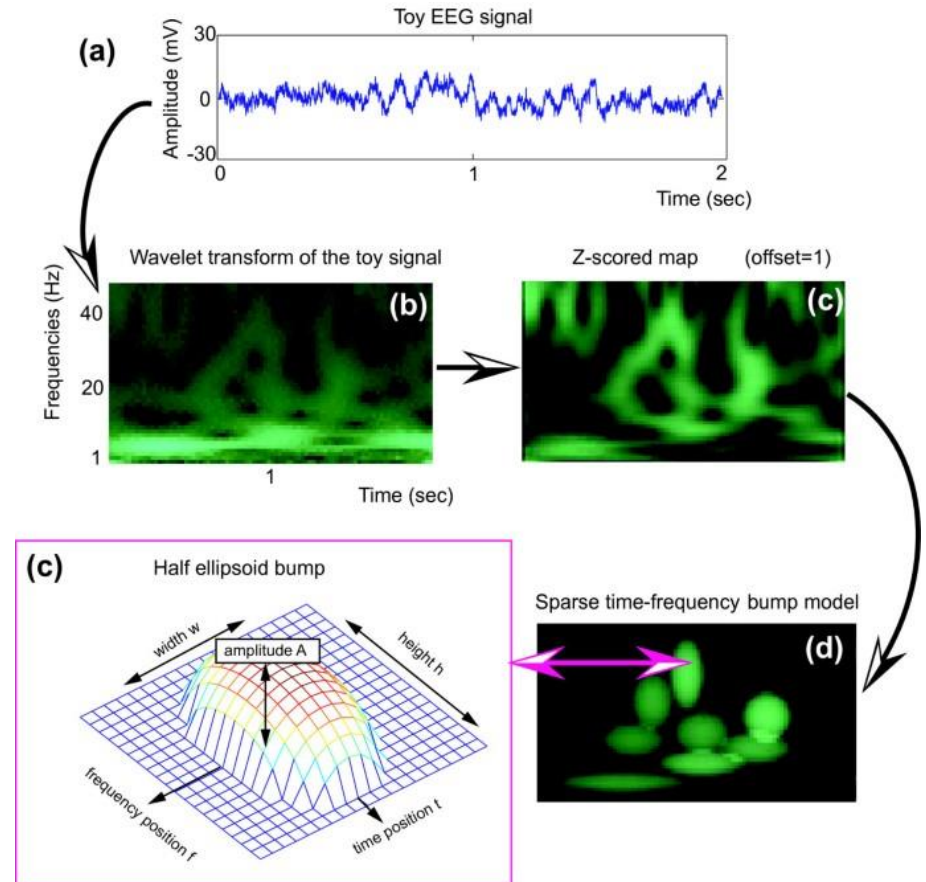 Toy EEG signal
(a)
Amplitude (mV)
30
0
-30
0
1
2
Time (sec)
Wavelet transform of the toy signal
Frequencies (Hz)
40
20
1
(b)
1
Time (sec)
Z-scored map (offset=1)
(c)
(c)
Half ellipsoid bump
width w
amplitude A
height h
frequency position f
time position t
Sparse time-frequency bump model
(d)